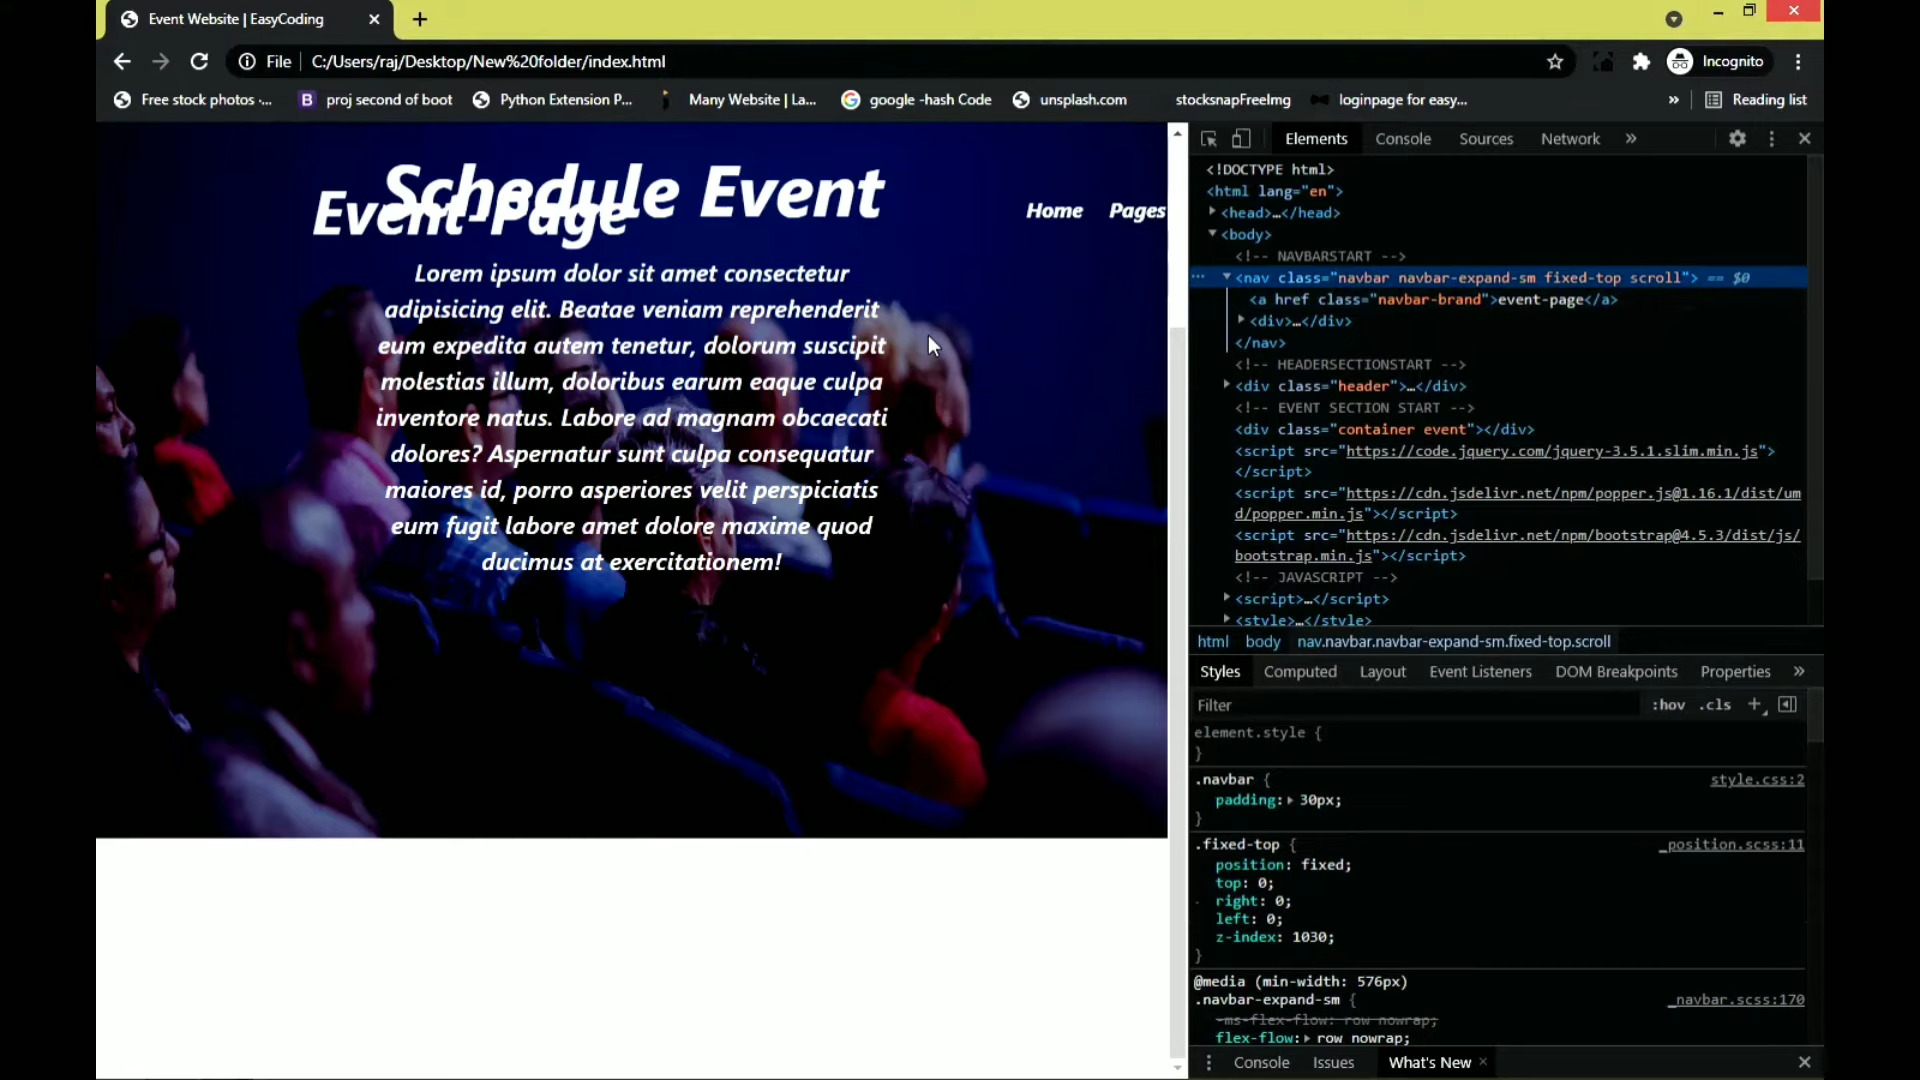 Event Website | EasyCoding
File C:/Users/raj/Desktop/New%20folder/index.html
Incognito
Free stock photos ·... B proj second of boot Python Extension P... Many Website | La... google -hash Code unsplash.com stocksnapFreeImg loginpage for easy... » Reading list
Schedule Event
Event-Page
Home Pages
Lorem ipsum dolor sit amet consectetur
adipisicing elit. Beatae veniam reprehenderit
eum expedita autem tenetur, dolorum suscipit
molestias illum, doloribus earum eaque culpa
inventore natus. Labore ad magnam obcaecati
dolores? Aspernatur sunt culpa consequatur
maiores id, porro asperiores velit perspiciatis
eum fugit labore amet dolore maxime quod
ducimus at exercitationem!
Elements Console Sources Network »
<!DOCTYPE html>
<html lang="en">
<head>…</head>
<body>
<!-- NAVBARSTART -->
<nav class="navbar navbar-expand-sm fixed-top scroll"> == $0
<a href class="navbar-brand">event-page</a>
<div>…</div>
</nav>
<!-- HEADERSECTIONSTART -->
<div class="header">…</div>
<!-- EVENT SECTION START -->
<div class="container event"></div>
<script src="https://code.jquery.com/jquery-3.5.1.slim.min.js">
</script>
<script src="https://cdn.jsdelivr.net/npm/popper.js@1.16.1/dist/um
d/popper.min.js"></script>
<script src="https://cdn.jsdelivr.net/npm/bootstrap@4.5.3/dist/js/
bootstrap.min.js"></script>
<!-- JAVASCRIPT -->
<script>…</script>
<style>…</style>
html body nav.navbar.navbar-expand-sm.fixed-top.scroll
Styles Computed Layout Event Listeners DOM Breakpoints Properties »
Filter :hov .cls +
element.style {
}
.navbar { style.css:2
padding: 30px;
}
.fixed-top { _position.scss:11
position: fixed;
top: 0;
right: 0;
left: 0;
z-index: 1030;
}
@media (min-width: 576px)
.navbar-expand-sm { _navbar.scss:170
-ms-flex-flow: row nowrap;
flex-flow: row nowrap;
Console Issues What's New